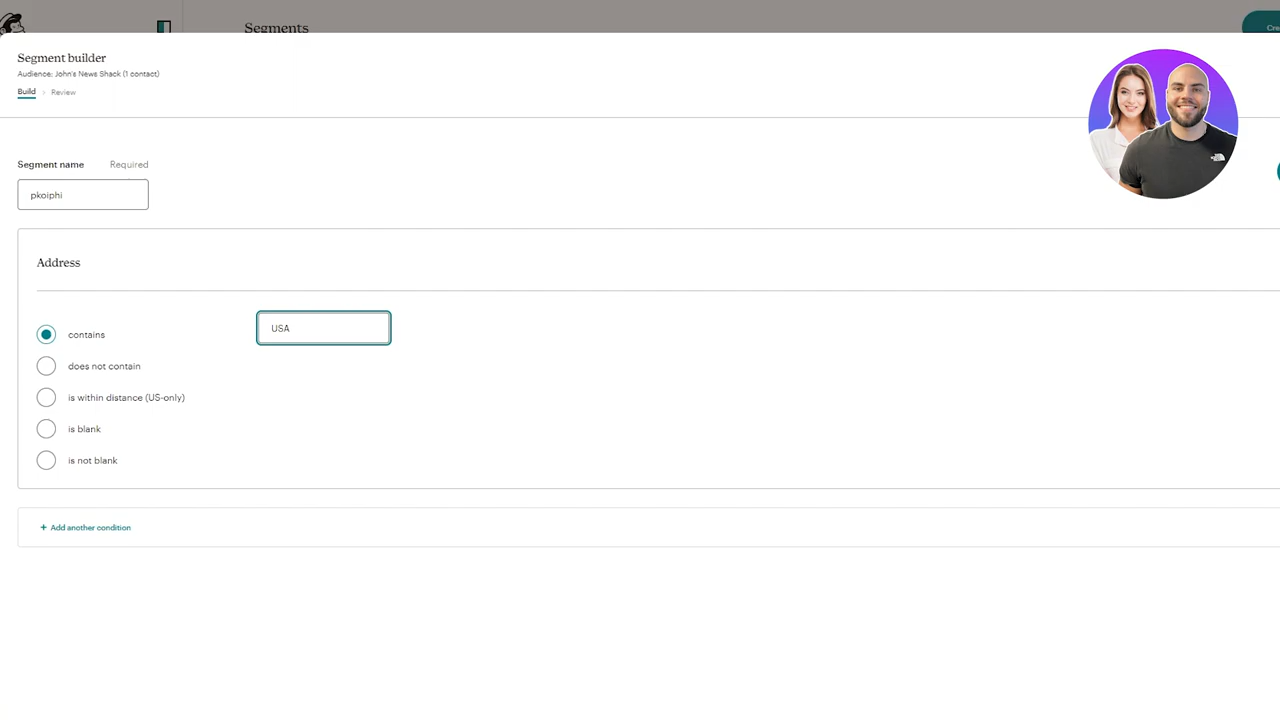 Segments
Cre
Segment builder
Audience: John's News Shack (1 contact)
Build > Review
Segment name Required
pkoiphi
Address
contains
USA
does not contain
is within distance (US-only)
is blank
is not blank
+ Add another condition